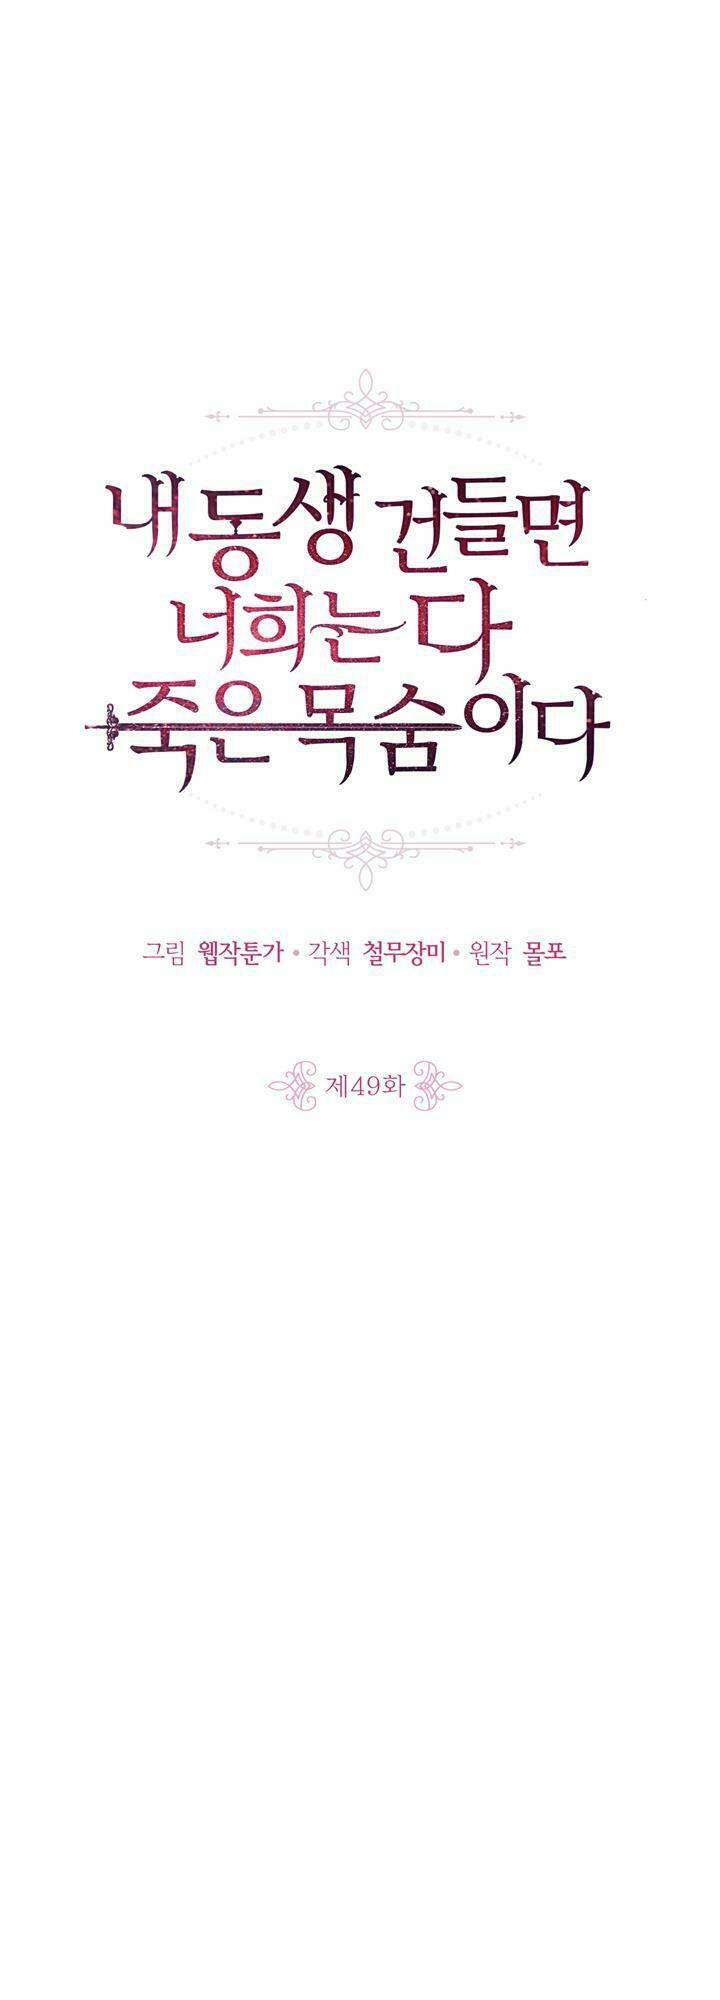 내 동생 건들면
너희는 다
죽은 목숨이다
그림 웹작툰가 • 각색 철무장미 • 원작 몰포
제49화